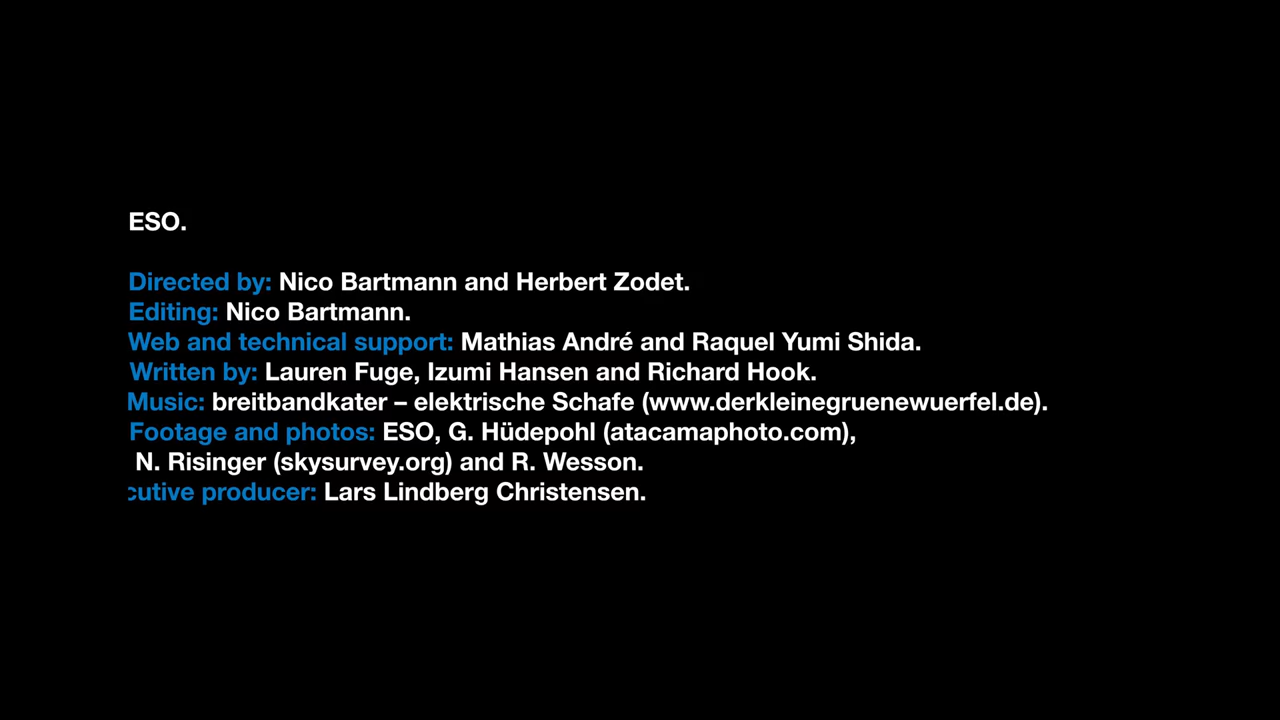 ESO.
Directed by: Nico Bartmann and Herbert Zodet.
Editing: Nico Bartmann.
Web and technical support: Mathias André and Raquel Yumi Shida.
Written by: Lauren Fuge, Izumi Hansen and Richard Hook.
Music: breitbandkater – elektrische Schafe (www.derkleinegruenewuerfel.de).
Footage and photos: ESO, G. Hüdepohl (atacamaphoto.com),
N. Risinger (skysurvey.org) and R. Wesson.
cutive producer: Lars Lindberg Christensen.